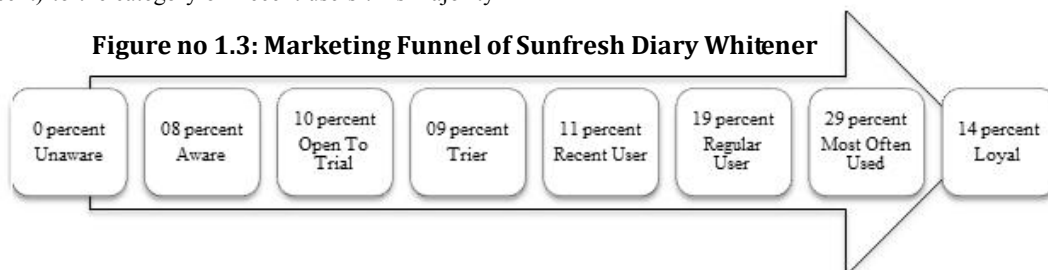 Figure no 1.3: Marketing Funnel of Sunfresh Diary Whitener
0 percent
Unaware
08 percent
Aware
10 percent
Open To
Trial
09 percent
Trier
11 percent
Recent User
19 percent
Regular
User
29 percent
Most Often
Used
14 percent
Loyal